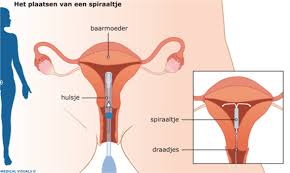 Het plaatsen van een spiraaltje
baarmoeder
hulsje
spiraaltje
draadjes
MEDICAL VISUALS ©